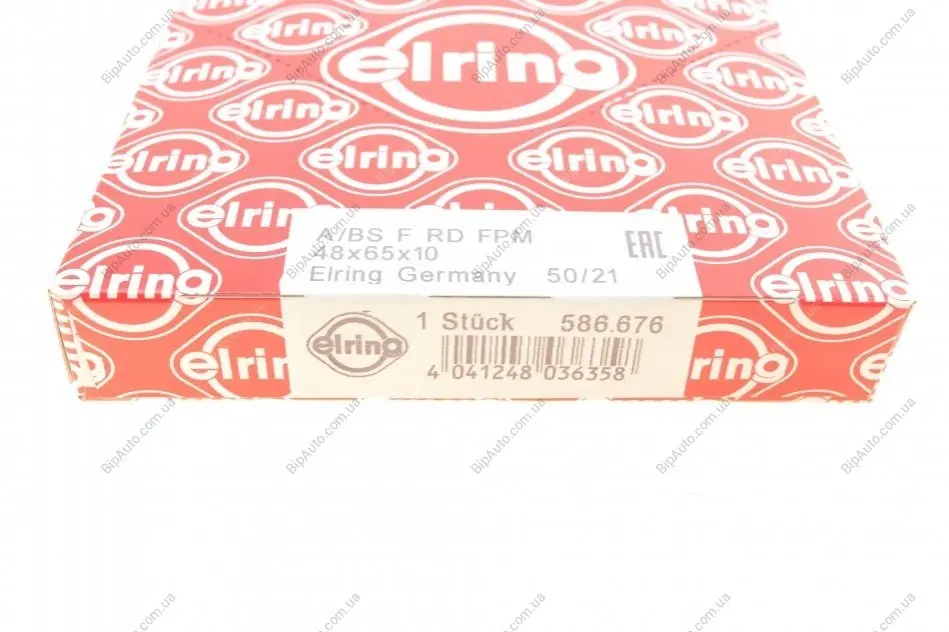 elring
A/BS F RD FPM
48x65x10
Elring Germany 50/21
EAC
elring
1 Stück 586.676
4 041248 036358
BipAuto.com.ua